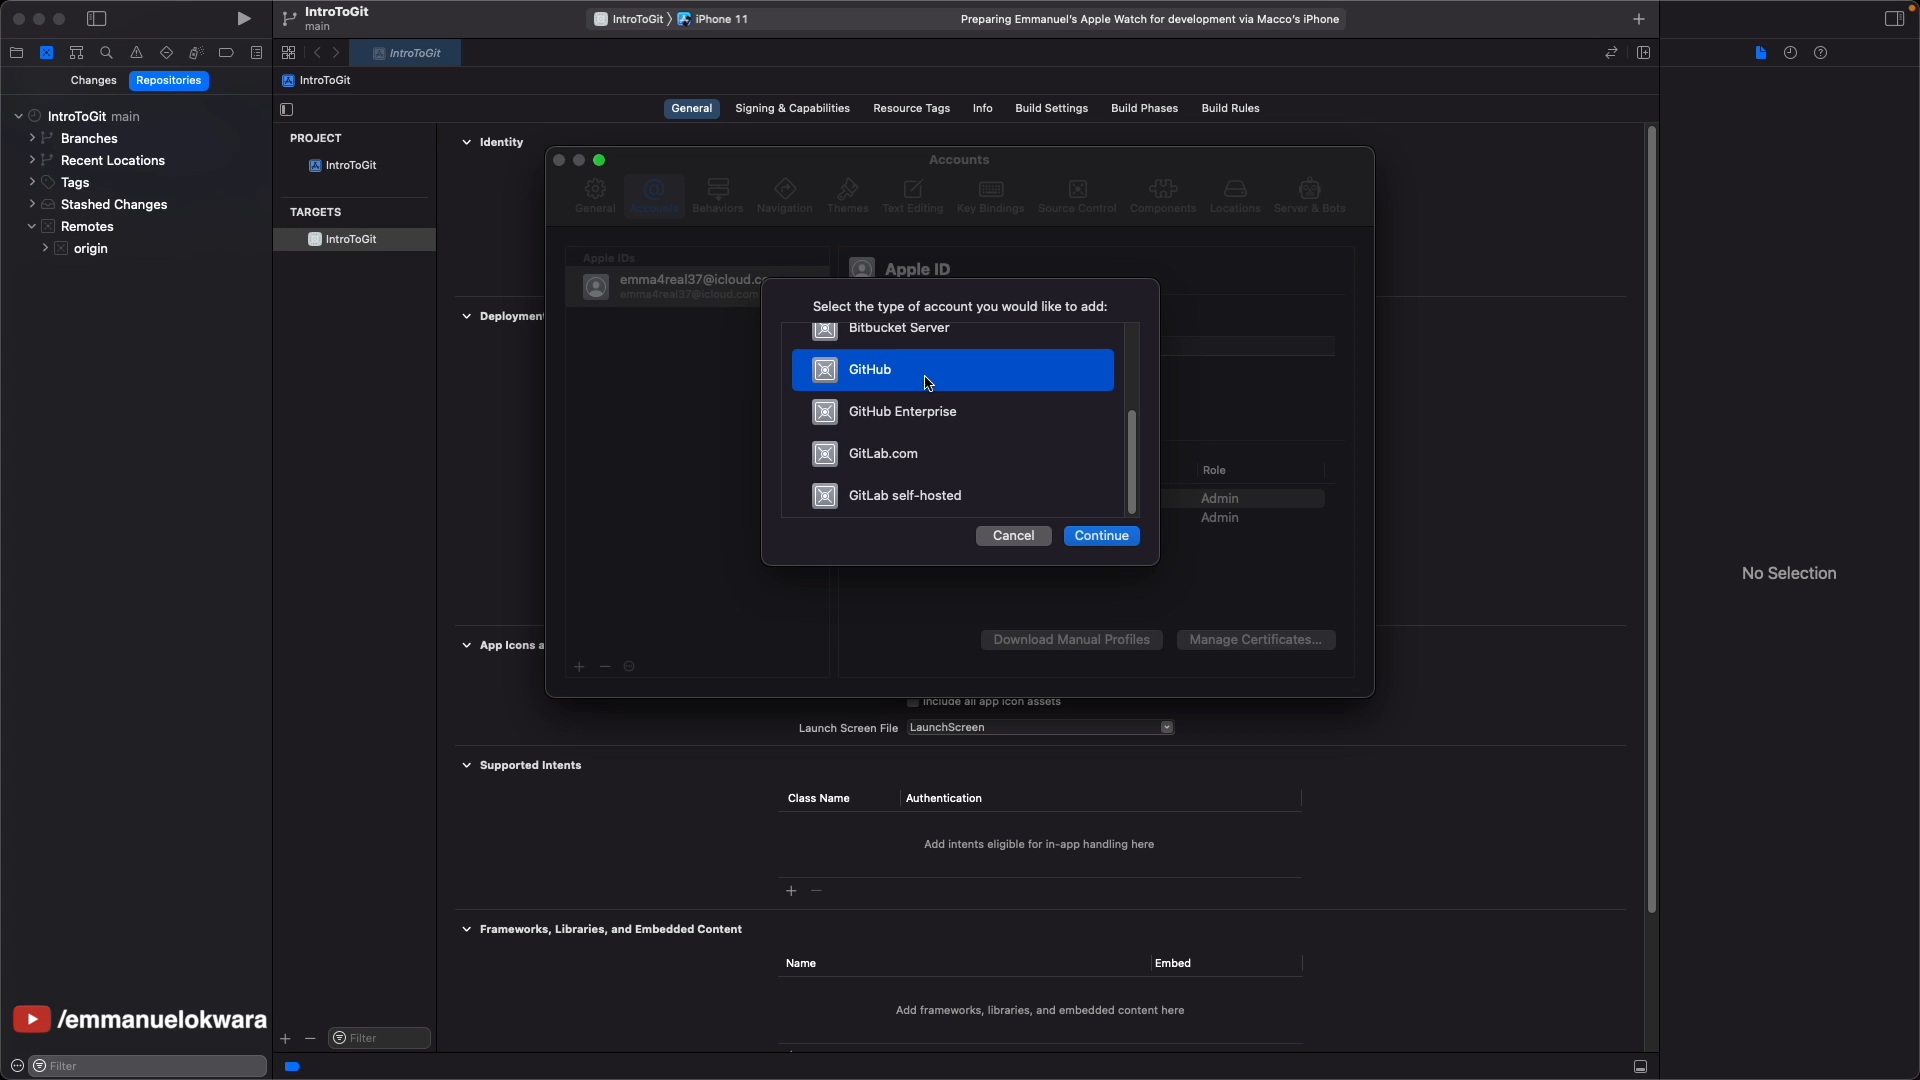 IntroToGit
main
IntroToGit
iPhone 11
Preparing Emmanuel's Apple Watch for development via Macco's iPhone
IntroToGit
Changes
Repositories
IntroToGit
General
Signing & Capabilities
Resource Tags
Info
Build Settings
Build Phases
Build Rules
IntroToGit main
Branches
Recent Locations
Tags
Stashed Changes
Remotes
origin
PROJECT
IntroToGit
TARGETS
IntroToGit
Identity
Deployment
App Icons a
Accounts
General
Accounts
Behaviors
Navigation
Themes
Text Editing
Key Bindings
Source Control
Components
Locations
Server & Bots
Apple IDs
emma4real37@icloud.co
emma4real37@icloud.com
Apple ID
Select the type of account you would like to add:
Bitbucket Server
GitHub
GitHub Enterprise
GitLab.com
GitLab self-hosted
Cancel
Continue
Role
Admin
Admin
Download Manual Profiles
Manage Certificates...
Include all app icon assets
Launch Screen File
LaunchScreen
Supported Intents
Class Name
Authentication
Add intents eligible for in-app handling here
Frameworks, Libraries, and Embedded Content
Name
Embed
Add frameworks, libraries, and embedded content here
No Selection
/emmanuelokwara
Filter
Filter